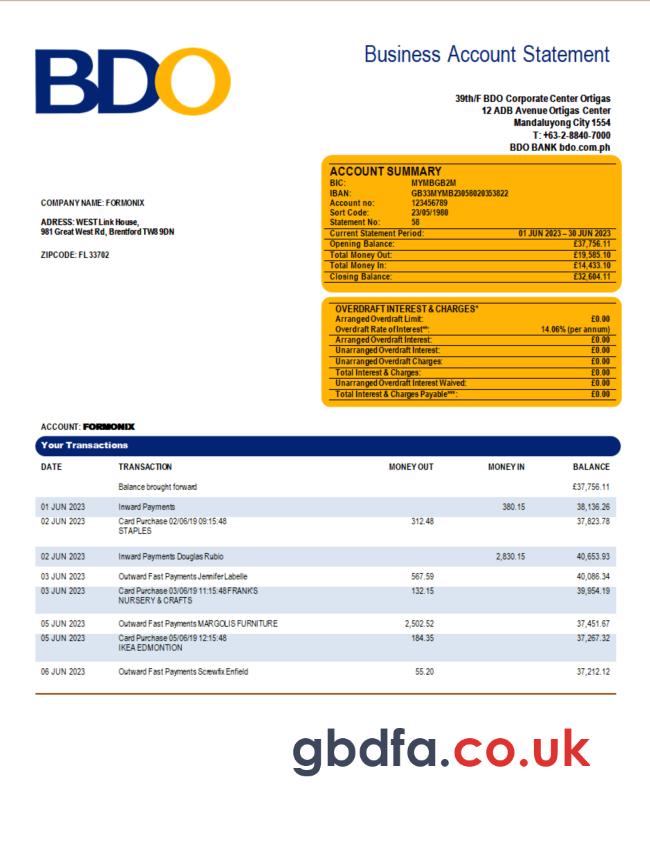 BDO
Business Account Statement
39th/F BDO Corporate Center Ortigas
12 ADB Avenue Ortigas Center
Mandaluyong City 1554
T: +63-2-8840-7000
BDO BANK bdo.com.ph
ACCOUNT SUMMARY
BIC: MYMBGB2M
IBAN: GB33MYMB23058020353822
Account no: 123456789
Sort Code: 23/05/1980
Statement No: 58
Current Statement Period: 01 JUN 2023 – 30 JUN 2023
Opening Balance: £37,756.11
Total Money Out: £19,585.10
Total Money In: £14,433.10
Closing Balance: £32,604.11
COMPANY NAME: FORMONIX
ADRESS: WEST Link House,
981 Great West Rd, Brentford TW8 9DN
ZIPCODE: FL 33702
OVERDRAFT INTEREST & CHARGES*
Arranged Overdraft Limit: £0.00
Overdraft Rate of Interest**: 14.06% (per annum)
Arranged Overdraft Interest: £0.00
Unarranged Overdraft Interest: £0.00
Unarranged Overdraft Charges: £0.00
Total Interest & Charges: £0.00
Unarranged Overdraft Interest Waived: £0.00
Total Interest & Charges Payable***: £0.00
ACCOUNT: FORMONIX
Your Transactions
DATE TRANSACTION MONEY OUT MONEY IN BALANCE
Balance brought forward £37,756.11
01 JUN 2023 Inward Payments 380.15 38,136.26
02 JUN 2023 Card Purchase 02/06/19 09:15:48 312.48 37,823.78
STAPLES
02 JUN 2023 Inward Payments Douglas Rubio 2,830.15 40,653.93
03 JUN 2023 Outward Fast Payments Jennifer Labelle 567.59 40,086.34
03 JUN 2023 Card Purchase 03/06/19 11:15:48 FRANK'S 132.15 39,954.19
NURSERY & CRAFTS
05 JUN 2023 Outward Fast Payments MARGOLIS FURNITURE 2,502.52 37,451.67
05 JUN 2023 Card Purchase 05/06/19 12:15:48 184.35 37,267.32
IKEA EDMONTION
06 JUN 2023 Outward Fast Payments Screwfix Enfield 55.20 37,212.12
gbdfa.co.uk